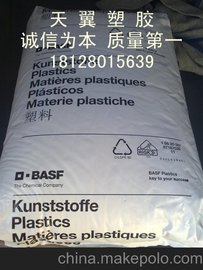 天翼塑胶
诚信为本 质量第一
18128015639
Kunststoffe
Plastics
Matières plastiques
Plásticos
Materie plastiche
塑料
BASF
The Chemical Company
BASF Plastics
key to your success
Kunststoffe
Plastics
Matières plastiques
china.makepolo.com